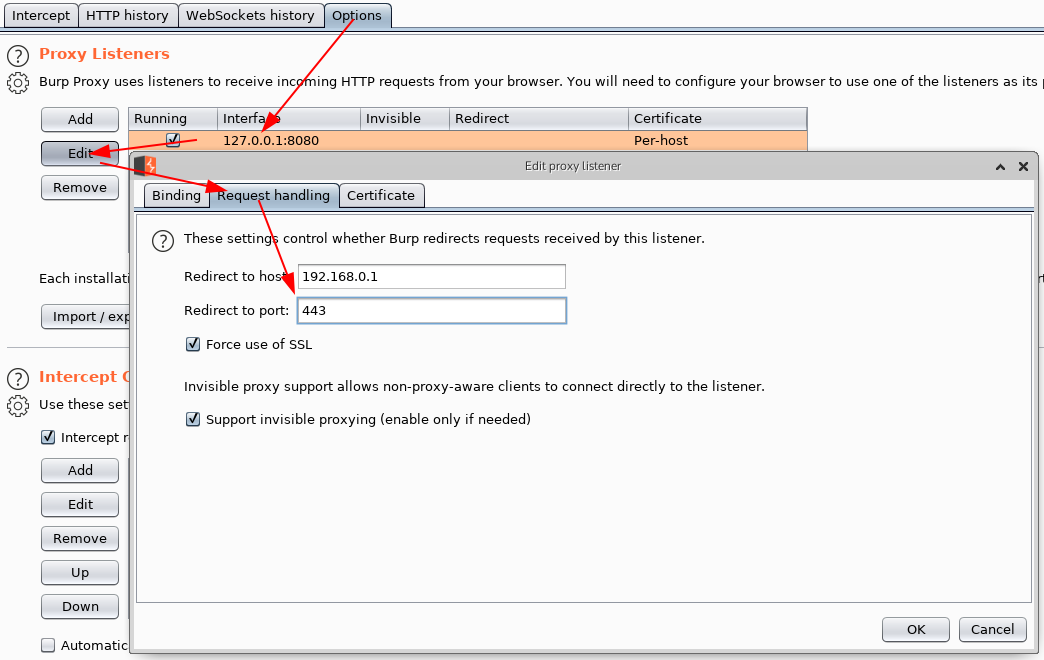 Intercept HTTP history WebSockets history Options
Proxy Listeners
Burp Proxy uses listeners to receive incoming HTTP requests from your browser. You will need to configure your browser to use one of the listeners as its
Add Running Interface Invisible Redirect Certificate
127.0.0.1:8080 Per-host
Edit
Edit proxy listener
Remove
Binding Request handling Certificate
These settings control whether Burp redirects requests received by this listener.
Redirect to host: 192.168.0.1
Each
Redirect to port: 443
Import /
Force use of SSL
Intercept
Invisible proxy support allows non-proxy-aware clients to connect directly to the listener.
Use these
Support invisible proxying (enable only if needed)
Intercept
Add
Edit
Remove
Up
Down
OK Cancel